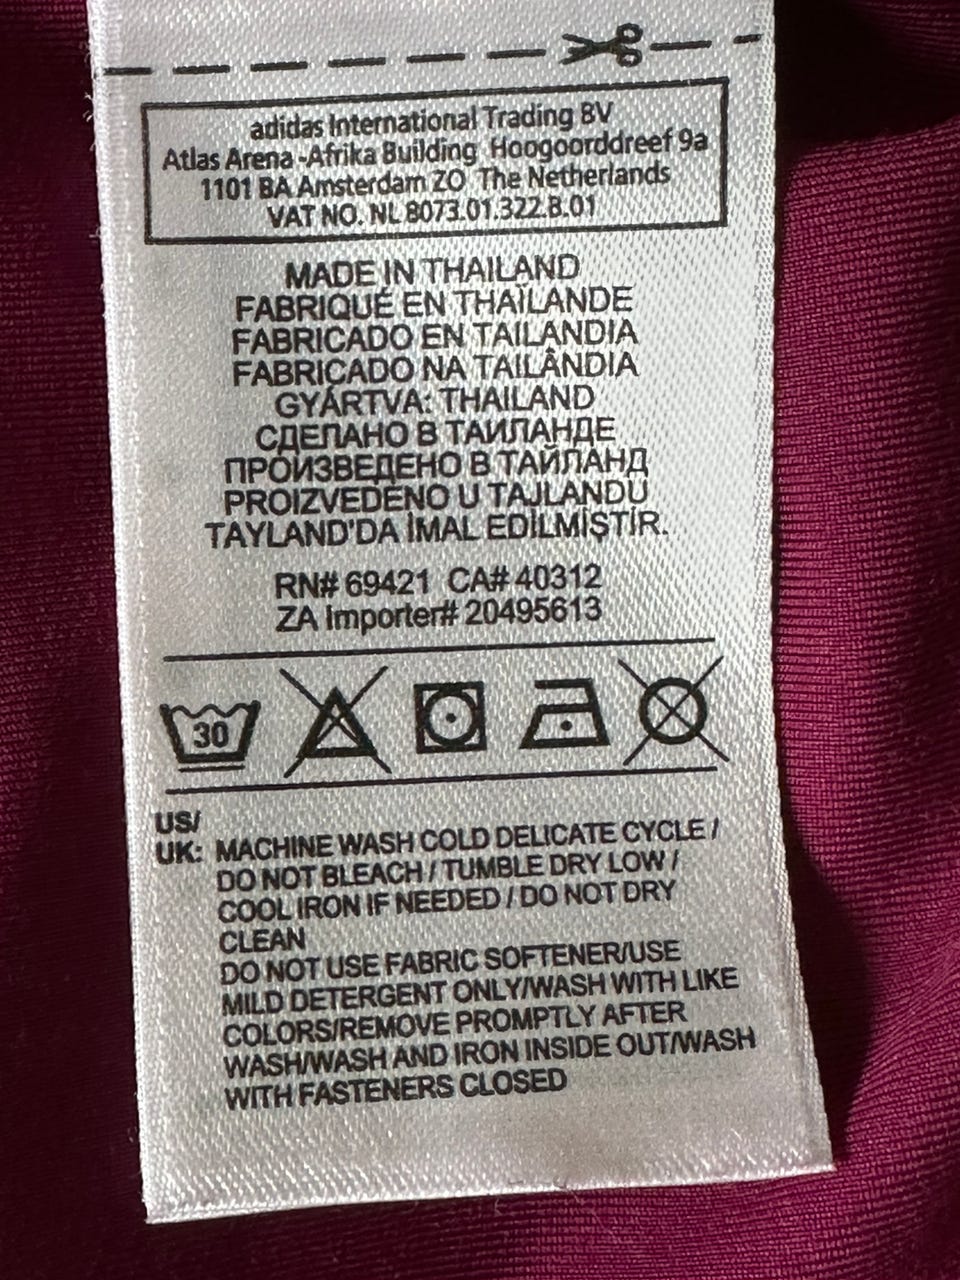 adidas International Trading BV
Atlas Arena -Afrika Building Hoogoorddreef 9a
1101 BA Amsterdam ZO The Netherlands
VAT NO. NL 8073.01.322.B.01
MADE IN THAILAND
FABRIQUÉ EN THAÏLANDE
FABRICADO EN TAILANDIA
FABRICADO NA TAILÂNDIA
GYÁRTVA: THAILAND
СДЕЛАНО В ТАИЛАНДЕ
ПРОИЗВЕДЕНО В ТАЙЛАНД
PROIZVEDENO U TAJLANDU
TAYLAND'DA İMAL EDİLMİŞTİR.
RN# 69421 CA# 40312
ZA Importer# 20495613
30
US/
UK: MACHINE WASH COLD DELICATE CYCLE /
DO NOT BLEACH / TUMBLE DRY LOW /
COOL IRON IF NEEDED / DO NOT DRY
CLEAN
DO NOT USE FABRIC SOFTENER/USE
MILD DETERGENT ONLY/WASH WITH LIKE
COLORS/REMOVE PROMPTLY AFTER
WASH/WASH AND IRON INSIDE OUT/WASH
WITH FASTENERS CLOSED